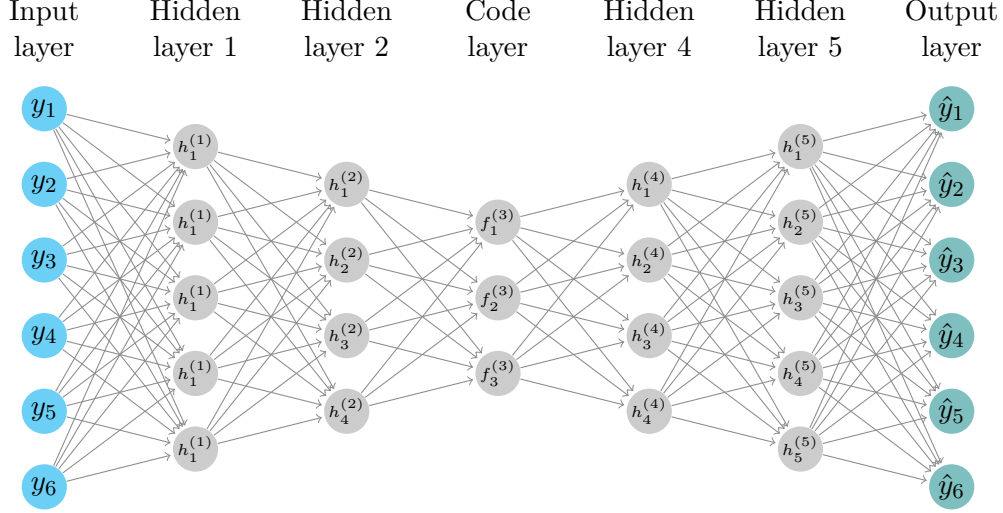 Input layer
Hidden layer 1
Hidden layer 2
Code layer
Hidden layer 4
Hidden layer 5
Output layer
y₁
y₂
y₃
y₄
y₅
y₆
h₁⁽¹⁾
h₁⁽¹⁾
h₁⁽¹⁾
h₁⁽¹⁾
h₁⁽¹⁾
h₁⁽²⁾
h₂⁽²⁾
h₃⁽²⁾
h₄⁽²⁾
f₁⁽³⁾
f₂⁽³⁾
f₃⁽³⁾
h₁⁽⁴⁾
h₂⁽⁴⁾
h₃⁽⁴⁾
h₄⁽⁴⁾
h₁⁽⁵⁾
h₂⁽⁵⁾
h₃⁽⁵⁾
h₄⁽⁵⁾
h₅⁽⁵⁾
ŷ₁
ŷ₂
ŷ₃
ŷ₄
ŷ₅
ŷ₆